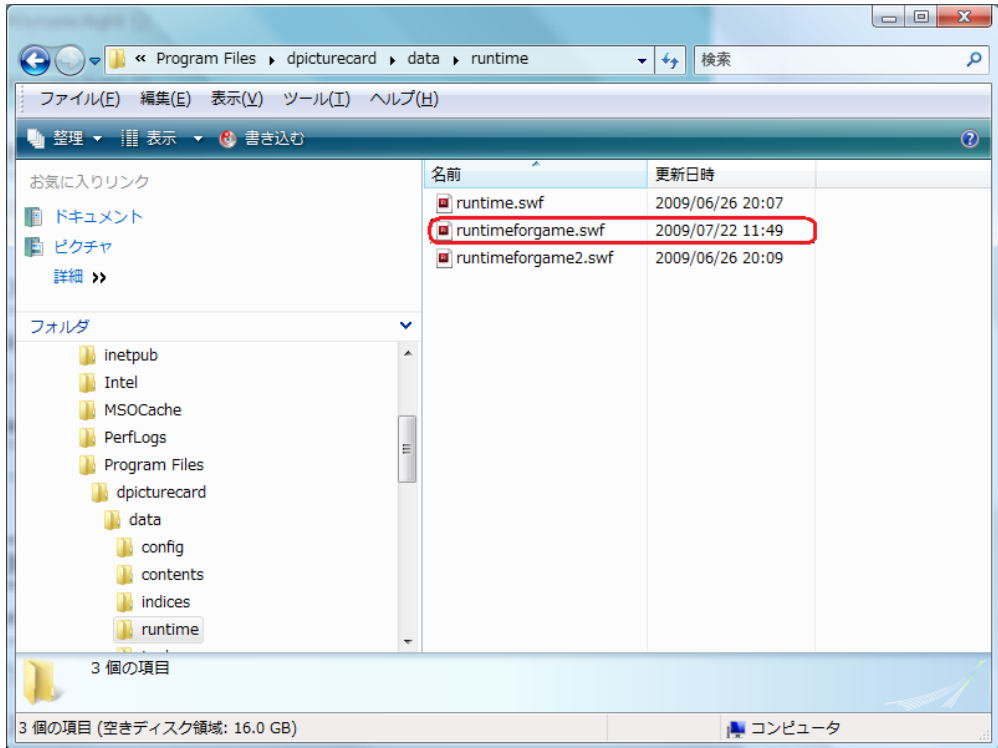 « Program Files ▸ dpicturecard ▸ data ▸ runtime
検索
ファイル(F) 編集(E) 表示(V) ツール(T) ヘルプ(H)
整理 表示 書き込む
お気に入りリンク
ドキュメント
ピクチャ
詳細 »
フォルダ
inetpub
Intel
MSOCache
PerfLogs
Program Files
dpicturecard
data
config
contents
indices
runtime
名前 更新日時
runtime.swf 2009/06/26 20:07
runtimeforgame.swf 2009/07/22 11:49
runtimeforgame2.swf 2009/06/26 20:09
3 個の項目
3 個の項目 (空きディスク領域: 16.0 GB) コンピュータ